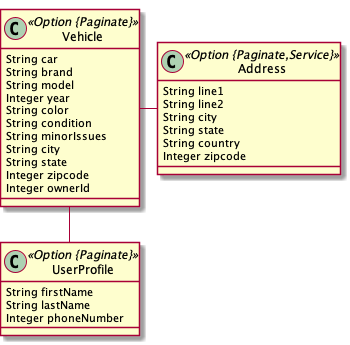 C
«Option {Paginate}»
Vehicle
String car
String brand
String model
Integer year
String color
String condition
String minorIssues
String city
String state
Integer zipcode
Integer ownerId
C
«Option {Paginate,Service}»
Address
String line1
String line2
String city
String state
String country
Integer zipcode
C
«Option {Paginate}»
UserProfile
String firstName
String lastName
Integer phoneNumber